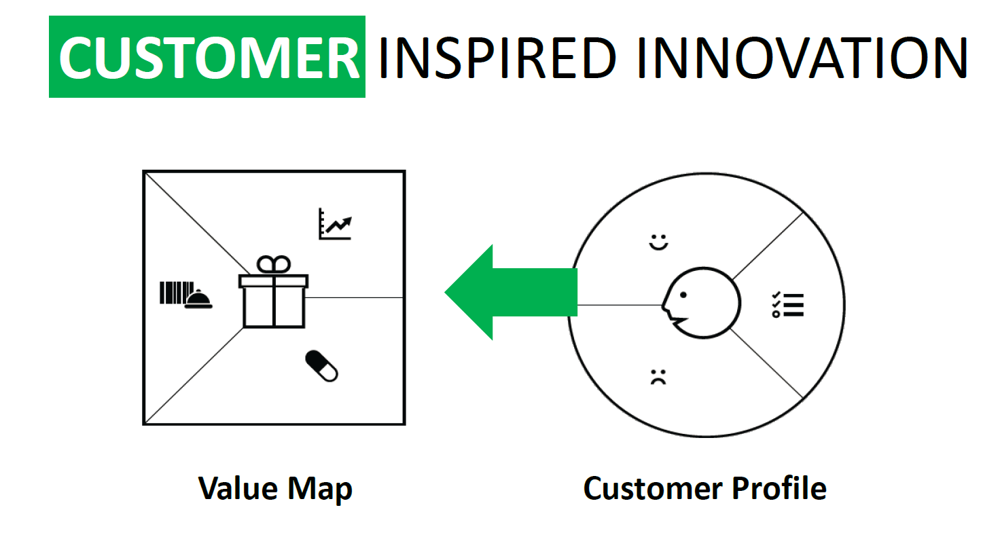 CUSTOMER INSPIRED INNOVATION
Value Map
Customer Profile